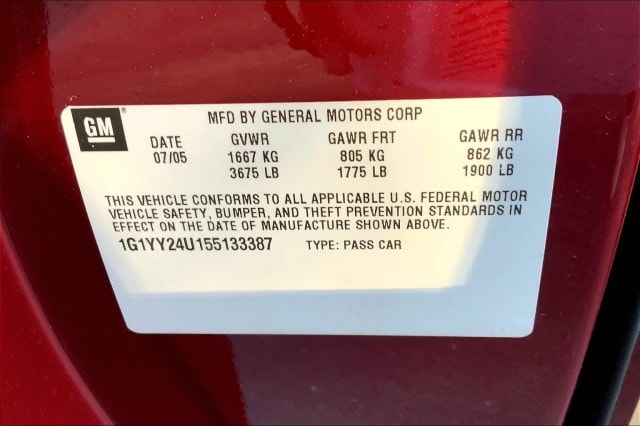 GM
MFD BY GENERAL MOTORS CORP
DATE GVWR GAWR FRT GAWR RR
07/05 1667 KG 805 KG 862 KG
3675 LB 1775 LB 1900 LB
THIS VEHICLE CONFORMS TO ALL APPLICABLE U.S. FEDERAL MOTOR
VEHICLE SAFETY, BUMPER, AND THEFT PREVENTION STANDARDS IN
EFFECT ON THE DATE OF MANUFACTURE SHOWN ABOVE.
1G1YY24U155133387 TYPE: PASS CAR